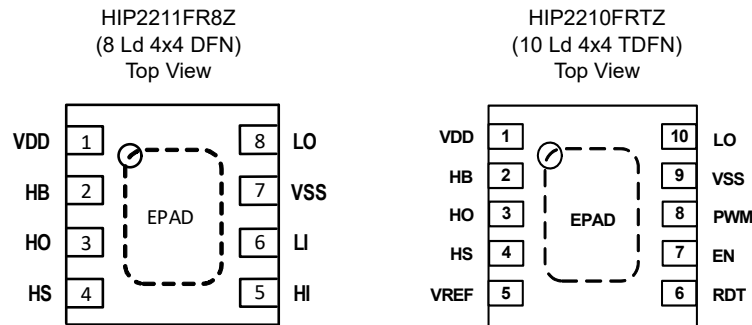 HIP2211FR8Z
(8 Ld 4x4 DFN)
Top View
VDD 1
8 LO
HB 2
7 VSS
EPAD
HO 3
6 LI
HS 4
5 HI
HIP2210FRTZ
(10 Ld 4x4 TDFN)
Top View
VDD 1
10 LO
HB 2
9 VSS
HO 3
EPAD
8 PWM
HS 4
7 EN
VREF 5
6 RDT